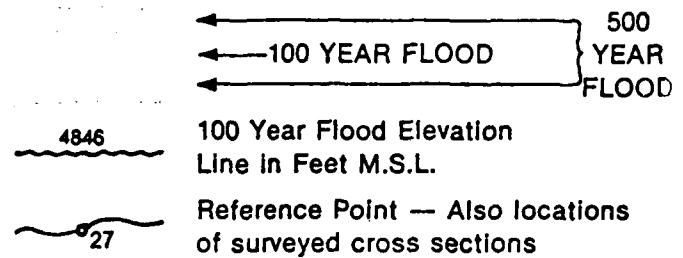 500
100 YEAR FLOOD YEAR
FLOOD
4846 100 Year Flood Elevation
Line in Feet M.S.L.
Reference Point — Also locations
27 of surveyed cross sections